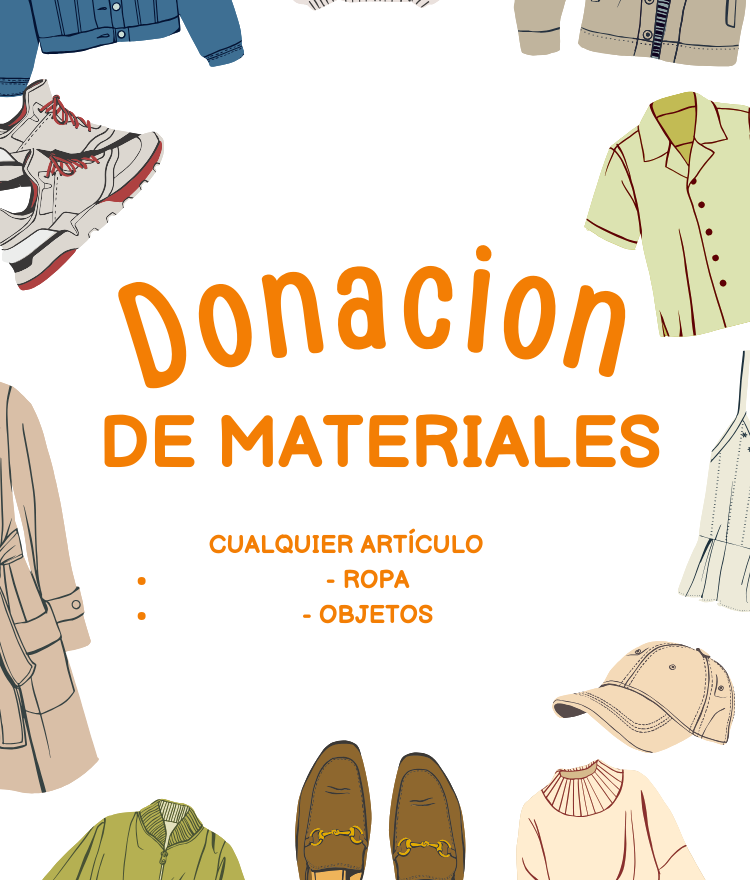 Donacion
DE MATERIALES
CUALQUIER ARTÍCULO
• - ROPA
• - OBJETOS